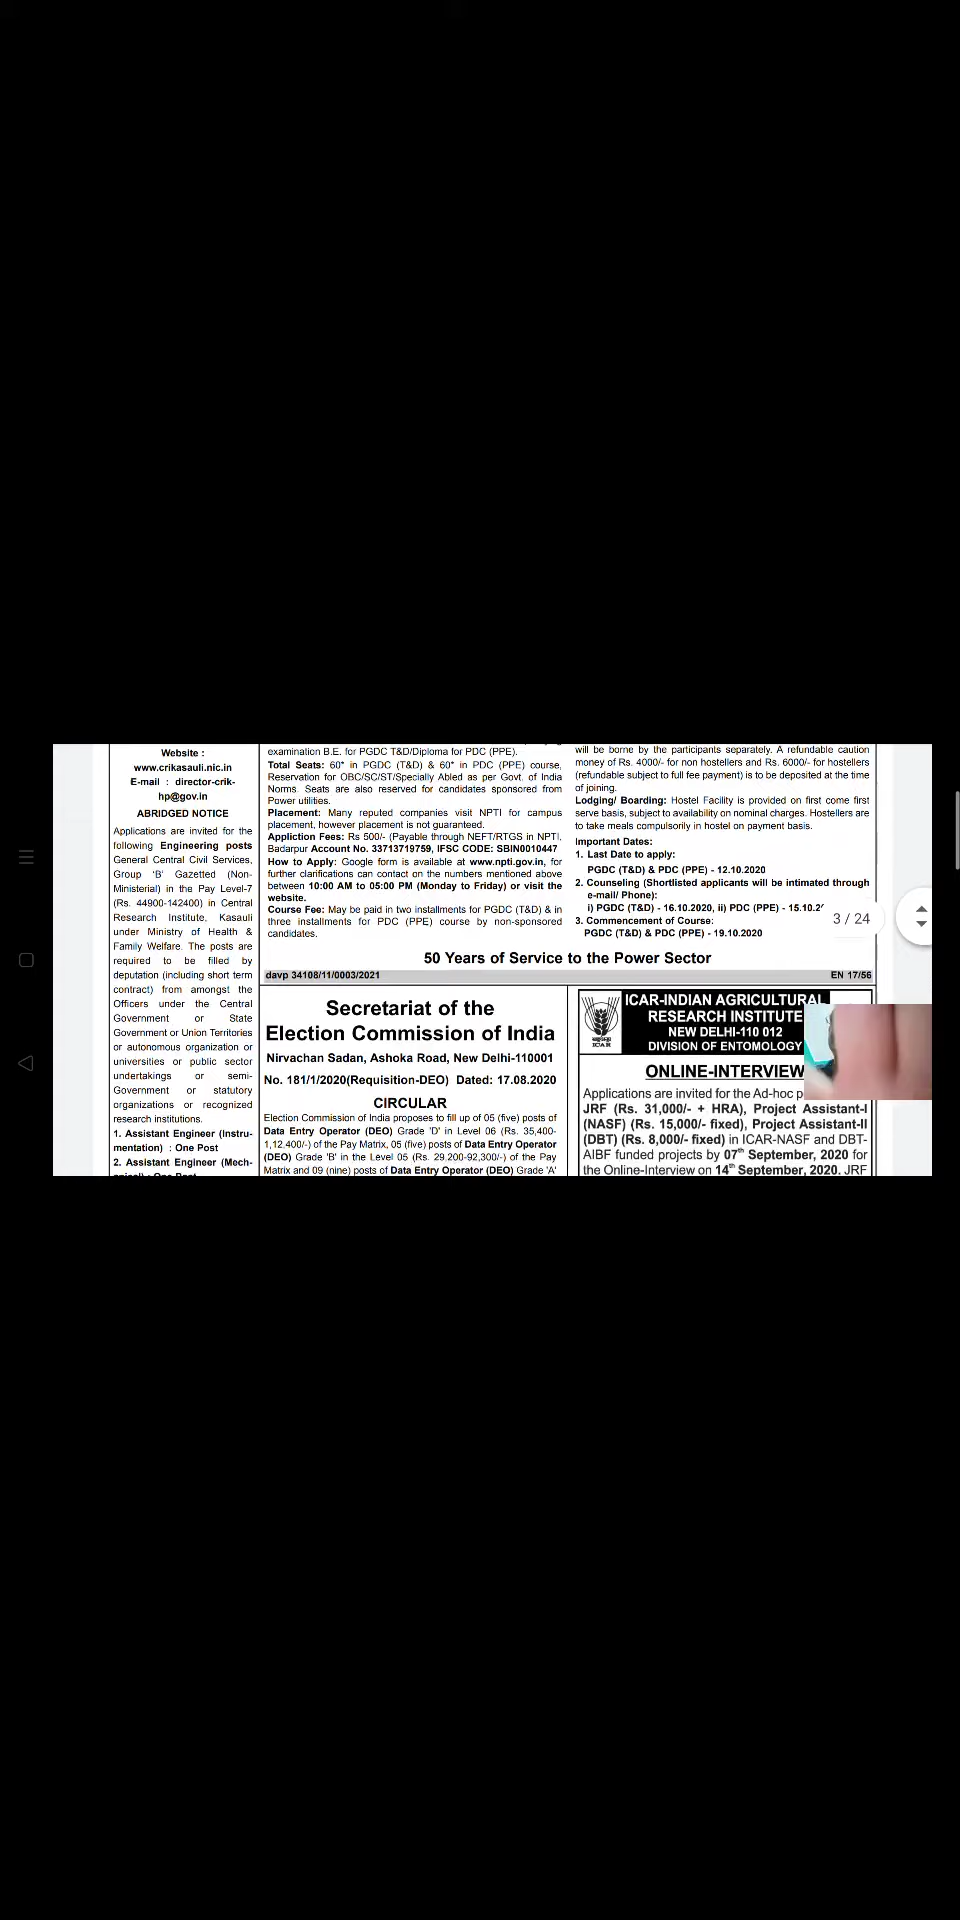 Website :
www.crikasauli.nic.in
E-mail : director-crik-
hp@gov.in
ABRIDGED NOTICE
Applications are invited for the
following Engineering posts
General Central Civil Services,
Group 'B' Gazetted (Non-
Ministerial) in the Pay Level-7
(Rs. 44900-142400) in Central
Research Institute, Kasauli
under Ministry of Health &
Family Welfare. The posts are
required to be filled by
deputation (including short term
contract) from amongst the
Officers under the Central
Government or State
Government or Union Territories
or autonomous organization or
universities or public sector
undertakings or semi-
Government or statutory
organizations or recognized
research institutions.
1. Assistant Engineer (Instru-
mentation) : One Post
2. Assistant Engineer (Mech-
examination B.E. for PGDC T&D/Diploma for PDC (PPE).
Total Seats: 60* in PGDC (T&D) & 60* in PDC (PPE) course,
Reservation for OBC/SC/ST/Specially Abled as per Govt. of India
Norms. Seats are also reserved for candidates sponsored from
Power utilities.
Placement: Many reputed companies visit NPTI for campus
placement, however placement is not guaranteed.
Appliction Fees: Rs 500/- (Payable through NEFT/RTGS in NPTI,
Badarpur Account No. 33713719759, IFSC CODE: SBIN0010447
How to Apply: Google form is available at www.npti.gov.in, for
further clarifications can contact on the numbers mentioned above
between 10:00 AM to 05:00 PM (Monday to Friday) or visit the
website.
Course Fee: May be paid in two installments for PGDC (T&D) & in
three installments for PDC (PPE) course by non-sponsored
candidates.
will be borne by the participants separately. A refundable caution
money of Rs. 4000/- for non hostellers and Rs. 6000/- for hostellers
(refundable subject to full fee payment) is to be deposited at the time
of joining.
Lodging/ Boarding: Hostel Facility is provided on first come first
serve basis, subject to availability on nominal charges. Hostellers are
to take meals compulsorily in hostel on payment basis.
Important Dates:
1. Last Date to apply:
PGDC (T&D) & PDC (PPE) - 12.10.2020
2. Counseling (Shortlisted applicants will be intimated through
e-mail/ Phone):
i) PGDC (T&D) - 16.10.2020, ii) PDC (PPE) - 15.10.2
3. Commencement of Course:
PGDC (T&D) & PDC (PPE) - 19.10.2020
3 / 24
50 Years of Service to the Power Sector
davp 34108/11/0003/2021 EN 17/56
Secretariat of the
Election Commission of India
Nirvachan Sadan, Ashoka Road, New Delhi-110001
No. 181/1/2020(Requisition-DEO) Dated: 17.08.2020
CIRCULAR
Election Commission of India proposes to fill up of 05 (five) posts of
Data Entry Operator (DEO) Grade 'D' in Level 06 (Rs. 35,400-
1,12,400/-) of the Pay Matrix, 05 (five) posts of Data Entry Operator
(DEO) Grade 'B' in the Level 05 (Rs. 29,200-92,300/-) of the Pay
Matrix and 09 (nine) posts of Data Entry Operator (DEO) Grade 'A'
ICAR
ICAR-INDIAN AGRICULTURAL
RESEARCH INSTITUTE
NEW DELHI-110 012
DIVISION OF ENTOMOLOGY
ONLINE-INTERVIEW
Applications are invited for the Ad-hoc
JRF (Rs. 31,000/- + HRA), Project Assistant-I
(NASF) (Rs. 15,000/- fixed), Project Assistant-II
(DBT) (Rs. 8,000/- fixed) in ICAR-NASF and DBT-
AIBF funded projects by 07th September, 2020 for
the Online-Interview on 14th September, 2020. JRF